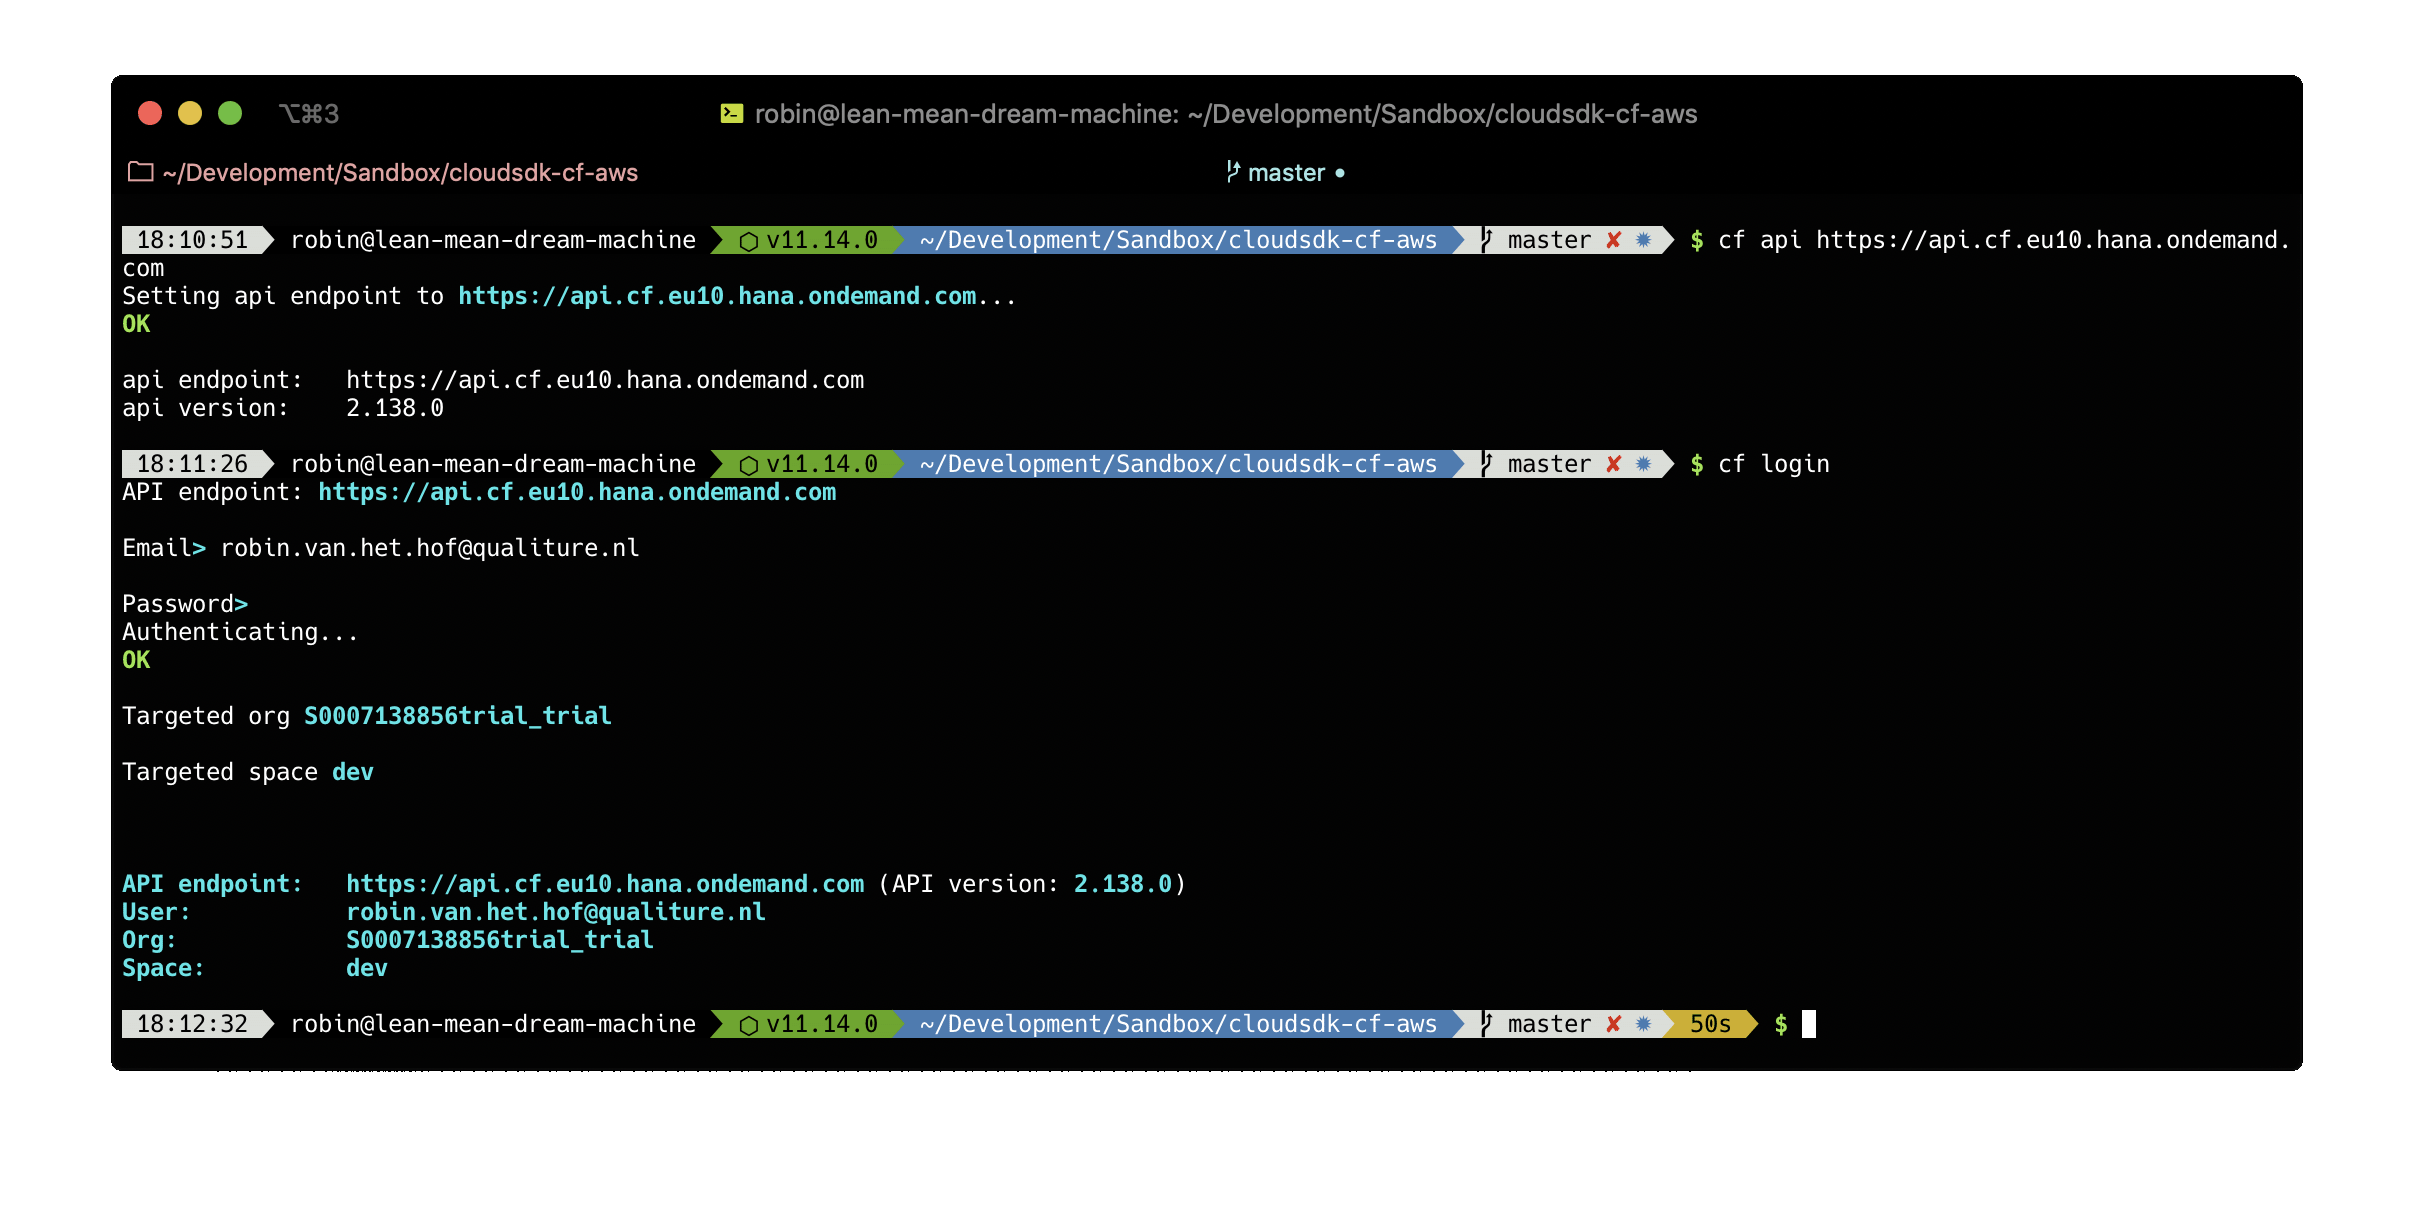 ⌥⌘3 robin@lean-mean-dream-machine: ~/Development/Sandbox/cloudsdk-cf-aws
~/Development/Sandbox/cloudsdk-cf-aws master •
18:10:51 robin@lean-mean-dream-machine ⬡ v11.14.0 ~/Development/Sandbox/cloudsdk-cf-aws master ✘ ✹ $ cf api https://api.cf.eu10.hana.ondemand.
com
Setting api endpoint to https://api.cf.eu10.hana.ondemand.com...
OK
api endpoint: https://api.cf.eu10.hana.ondemand.com
api version: 2.138.0
18:11:26 robin@lean-mean-dream-machine ⬡ v11.14.0 ~/Development/Sandbox/cloudsdk-cf-aws master ✘ ✹ $ cf login
API endpoint: https://api.cf.eu10.hana.ondemand.com
Email> robin.van.het.hof@qualiture.nl
Password>
Authenticating...
OK
Targeted org S0007138856trial_trial
Targeted space dev
API endpoint: https://api.cf.eu10.hana.ondemand.com (API version: 2.138.0)
User: robin.van.het.hof@qualiture.nl
Org: S0007138856trial_trial
Space: dev
18:12:32 robin@lean-mean-dream-machine ⬡ v11.14.0 ~/Development/Sandbox/cloudsdk-cf-aws master ✘ ✹ 50s $